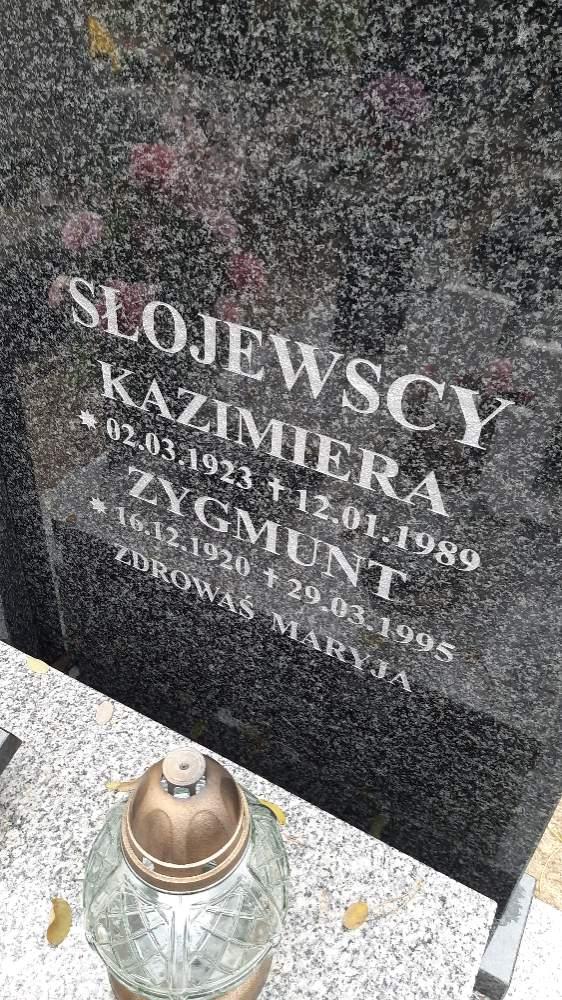 SŁOJEWSCY
KAZIMIERA
* 02.03.1923 † 12.01.1989
ZYGMUNT
* 16.12.1920 † 29.03.1995
ZDROWAŚ MARYJA